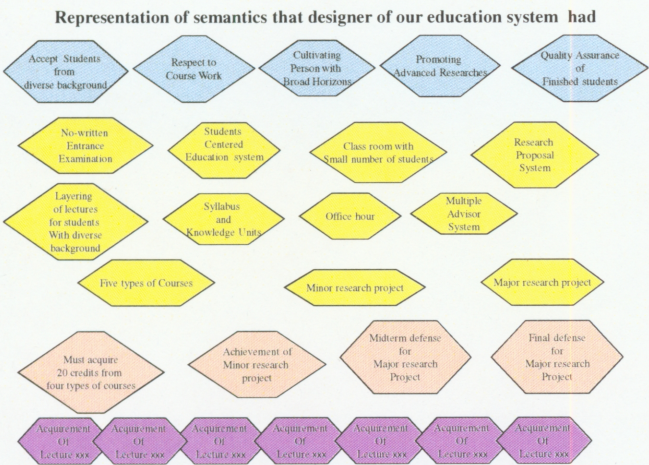 Representation of semantics that designer of our education system had
Accept Students
from
diverse background
Respect to
Course Work
Cultivating
Person with
Broad Horizons
Promoting
Advanced Researches
Quality Assurance
of
Finished students
No-written
Entrance
Examination
Students
Centered
Education system
Class room with
Small number of students
Research
Proposal
System
Layering
of lectures
for students
With diverse
background
Syllabus
and
Knowledge Units
Office hour
Multiple
Advisor
System
Five types of Courses
Minor research project
Major research project
Must acquire
20 credits from
four types of courses
Achievement of
Minor research
project
Midterm defense
for
Major research
Project
Final defense
for
Major research
Project
Acquirement
Of
Lecture xxx
Acquirement
Of
Lecture xxx
Acquirement
Of
Lecture xxx
Acquirement
Of
Lecture xxx
Acquirement
Of
Lecture xxx
Acquirement
Of
Lecture xxx
Acquirement
Of
Lecture xxx